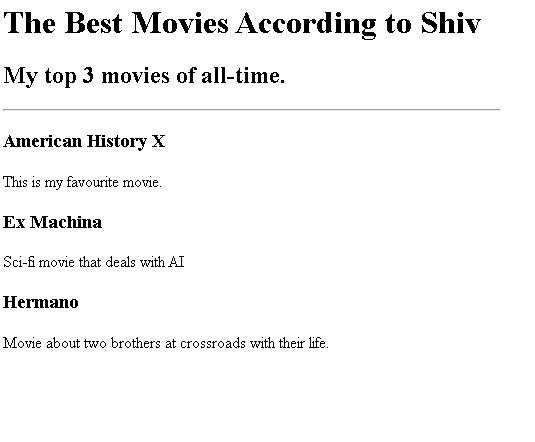 The Best Movies According to Shiv
My top 3 movies of all-time.
American History X
This is my favourite movie.
Ex Machina
Sci-fi movie that deals with AI
Hermano
Movie about two brothers at crossroads with their life.